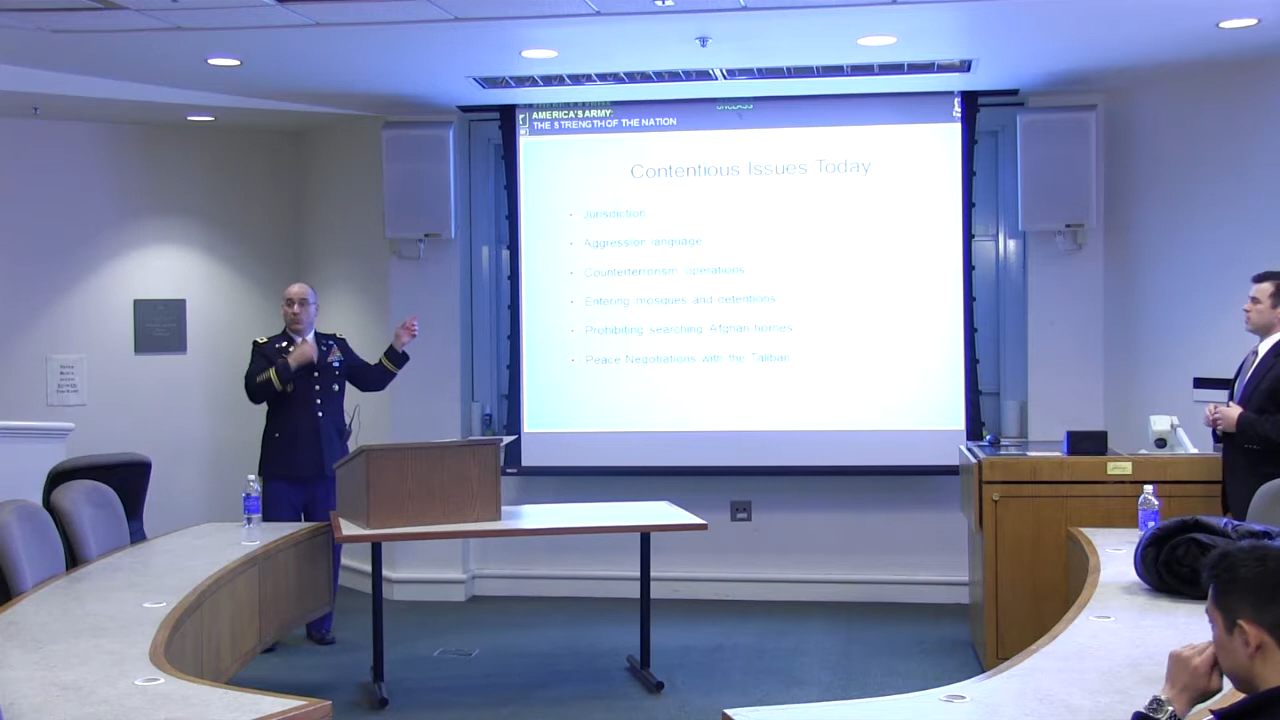 UNCLASS
AMERICA'S ARMY:
THE STRENGTH OF THE NATION
Contentious Issues Today
• Jurisdiction
• Aggression language
• Counterterrorism operations
• Entering mosques and detentions
• Prohibiting searching Afghan homes
• Peace Negotiations with the Taliban